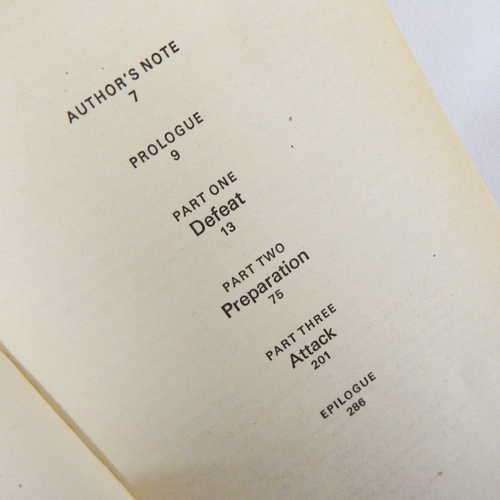 AUTHOR'S NOTE
7
PROLOGUE
9
PART ONE
Defeat
13
PART TWO
Preparation
75
PART THREE
Attack
201
EPILOGUE
286